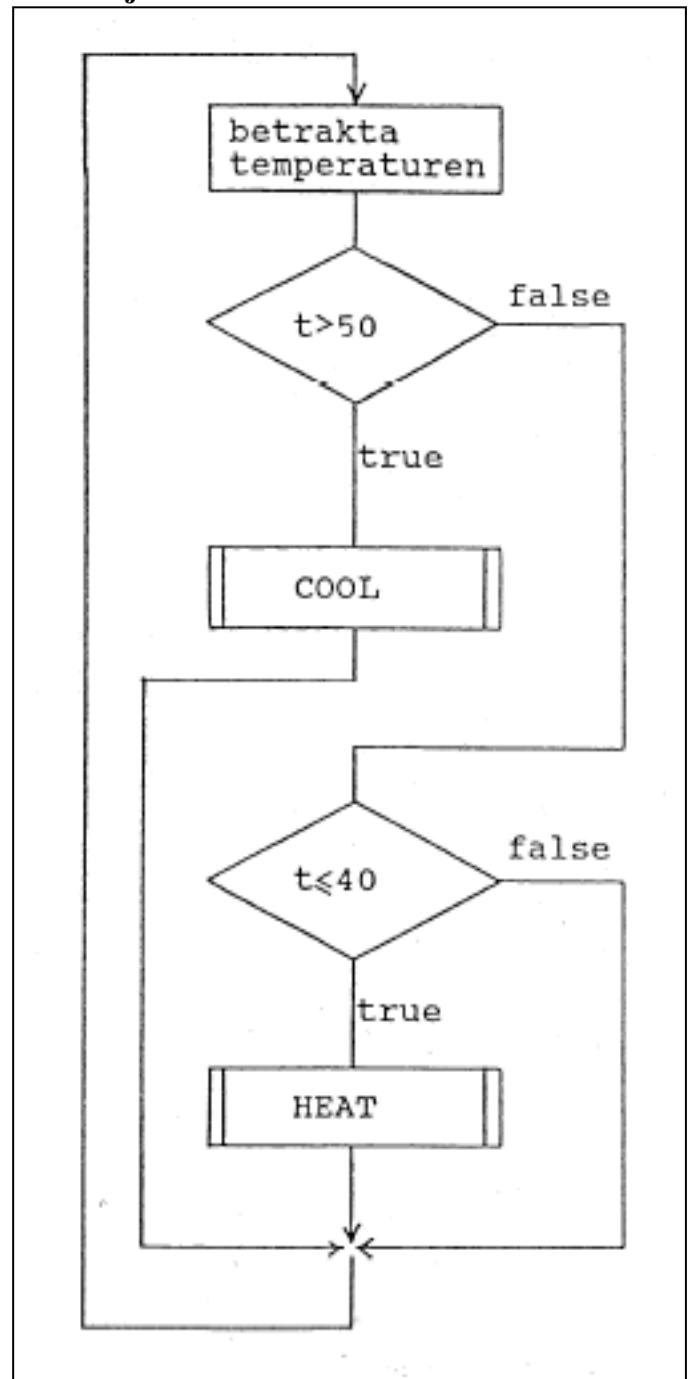 betrakta
temperaturen
t>50
false
true
COOL
t⩽40
false
true
HEAT